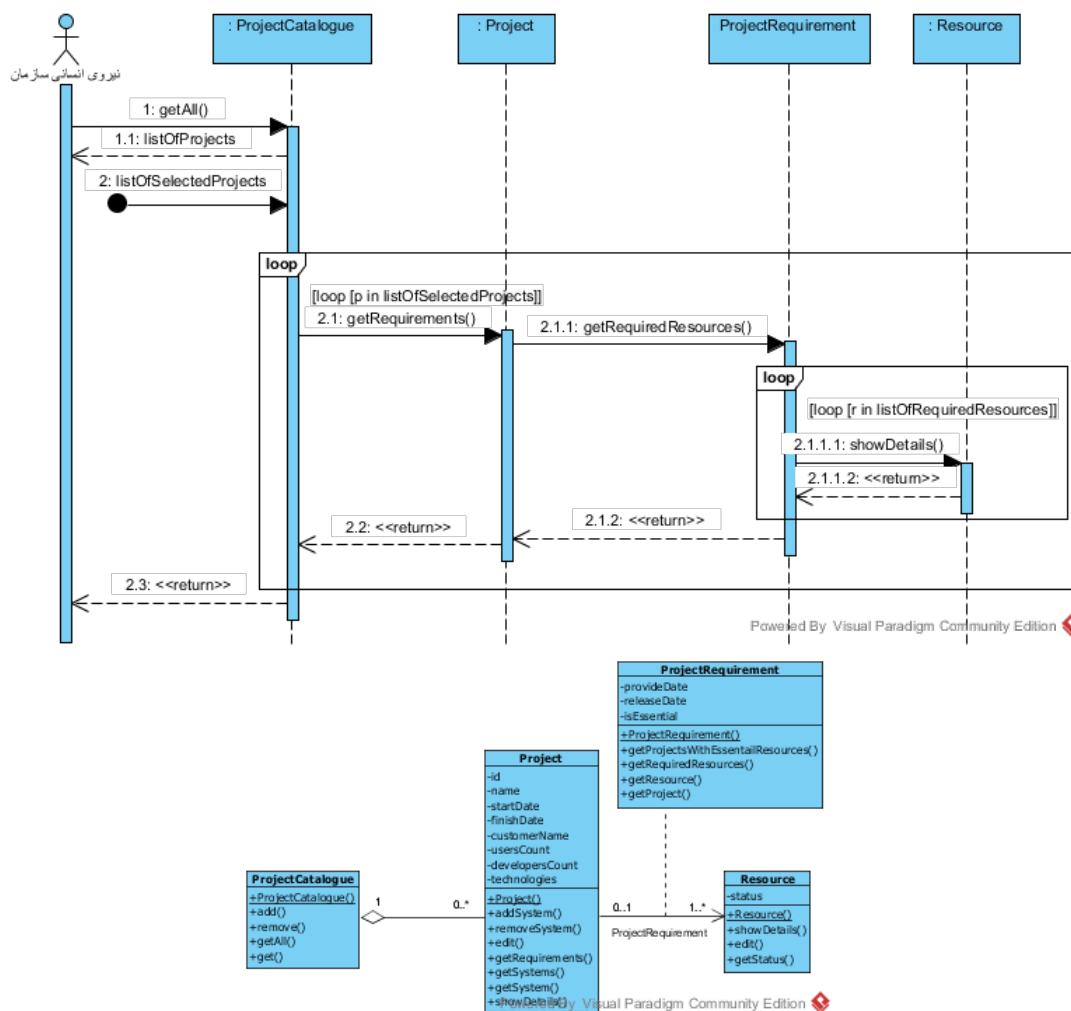 : ProjectCatalogue
: Project
ProjectRequirement
: Resource
نیروی انسانی سازمان
1: getAll()
1.1: listOfProjects
2: listOfSelectedProjects
loop
[loop [p in listOfSelectedProjects]]
2.1: getRequirements()
2.1.1: getRequiredResources()
loop
[loop [r in listOfRequiredResources]]
2.1.1.1: showDetails()
2.1.1.2: <<return>>
2.1.2: <<return>>
2.2: <<return>>
2.3: <<return>>
Powered By Visual Paradigm Community Edition
ProjectRequirement
-provideDate
-releaseDate
-isEssential
+ProjectRequirement()
+getProjectsWithEssentailResources()
+getRequiredResources()
+getResource()
+getProject()
Project
-id
-name
-startDate
-finishDate
-customerName
-usersCount
-developersCount
-technologies
+Project()
+addSystem()
+removeSystem()
+edit()
+getRequirements()
+getSystems()
+getSystem()
+showDetails()
ProjectCatalogue
+ProjectCatalogue()
+add()
+remove()
+getAll()
+get()
1
0..*
0..1
1..*
ProjectRequirement
Resource
-status
+Resource()
+showDetails()
+edit()
+getStatus()
Powered By Visual Paradigm Community Edition